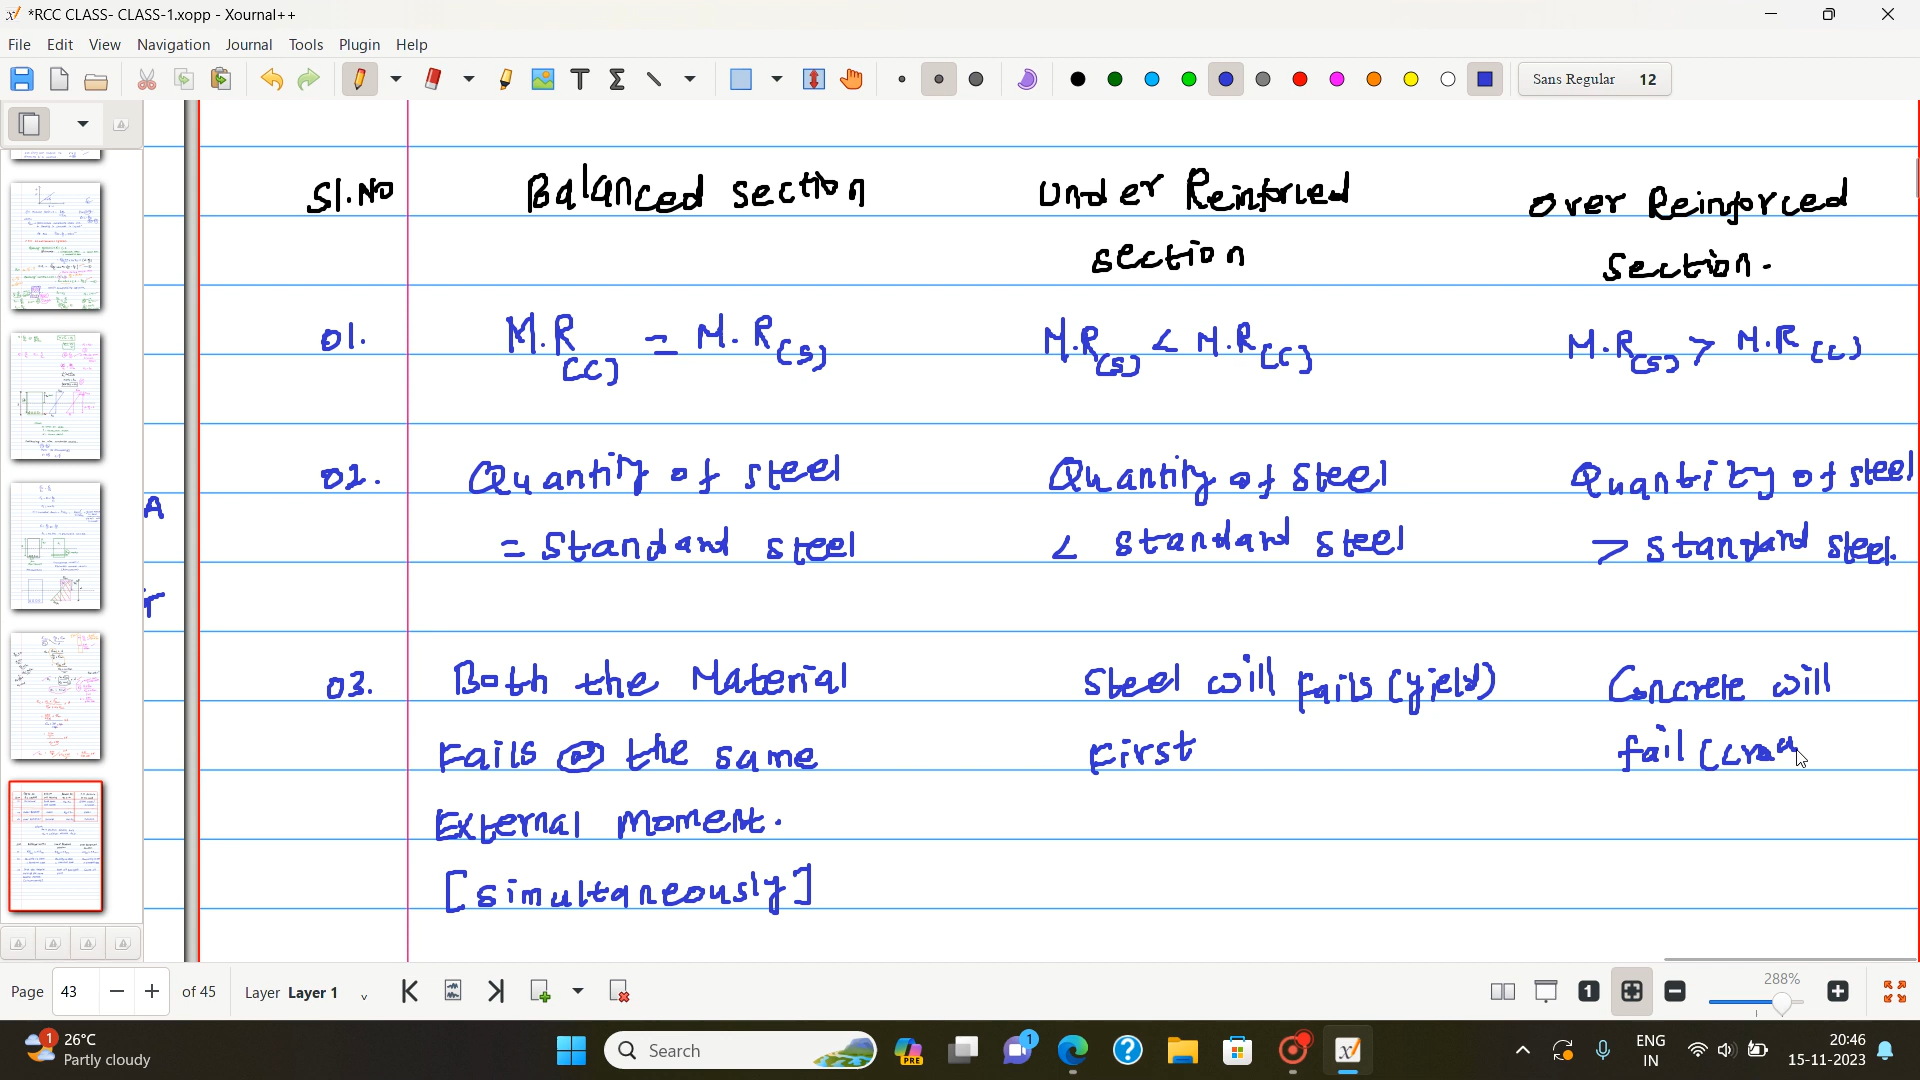 *RCC CLASS- CLASS-1.xopp - Xournal++
File Edit View Navigation Journal Tools Plugin Help
Sans Regular 12
Sl.No Balanced section Under Reinforced section Over Reinforced section.
01. M.R(C) = M.R(S) M.R(S) < M.R(C) M.R(S) > M.R(C)
02. Quantity of steel Quantity of steel Quantity of steel
= standard steel < standard steel > standard steel.
03. Both the Material Steel will fails (yield) Concrete will
Fails @ the same First fail (cra
External moment.
[simultaneously]
A
T
Page 43 of 45 Layer Layer 1 288%
26°C
Partly cloudy
Search
PRE
ENG
IN
20:46
15-11-2023